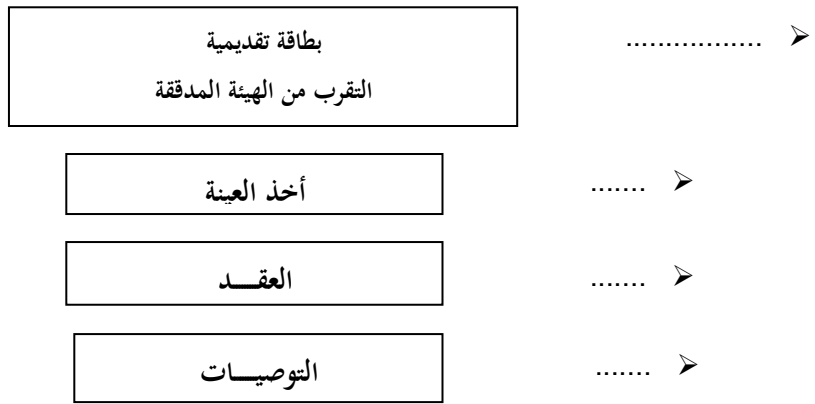 ➢ .................
بطاقة تقديمية
التقرب من الهيئة المدققة
➢ .......
أخذ العينة
➢ .......
العقـــد
➢ .......
التوصيـــات